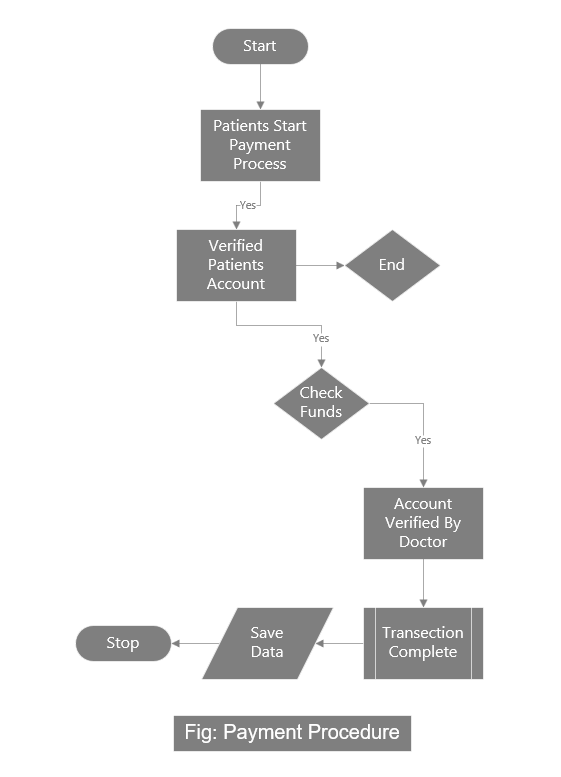 Start
Patients Start
Payment
Process
Yes
Verified
Patients
Account
End
Yes
Check
Funds
Yes
Account
Verified By
Doctor
Transection
Complete
Save
Data
Stop
Fig: Payment Procedure